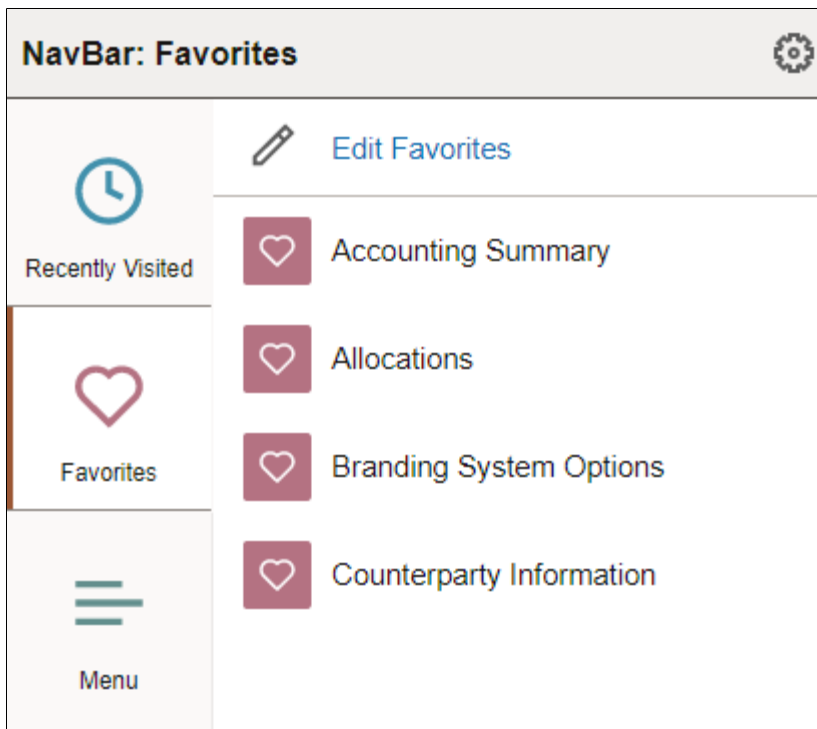 NavBar: Favorites
Recently Visited
Favorites
Menu
Edit Favorites
Accounting Summary
Allocations
Branding System Options
Counterparty Information